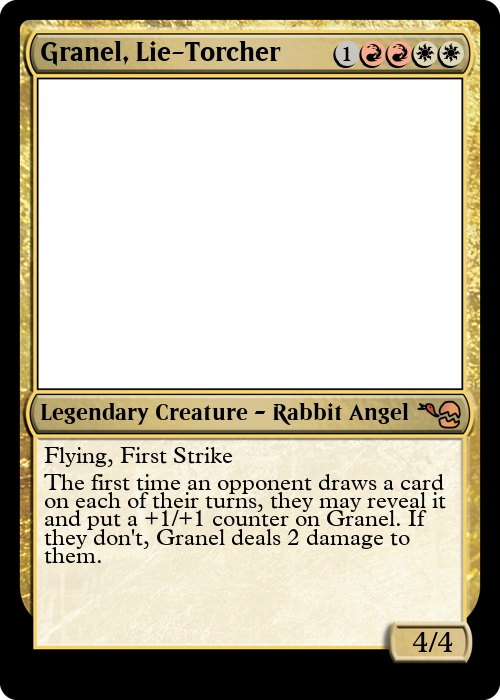 Granel, Lie-Torcher 1
Legendary Creature - Rabbit Angel
Flying, First Strike
The first time an opponent draws a card
on each of their turns, they may reveal it
and put a +1/+1 counter on Granel. If
they don't, Granel deals 2 damage to
them.
4/4